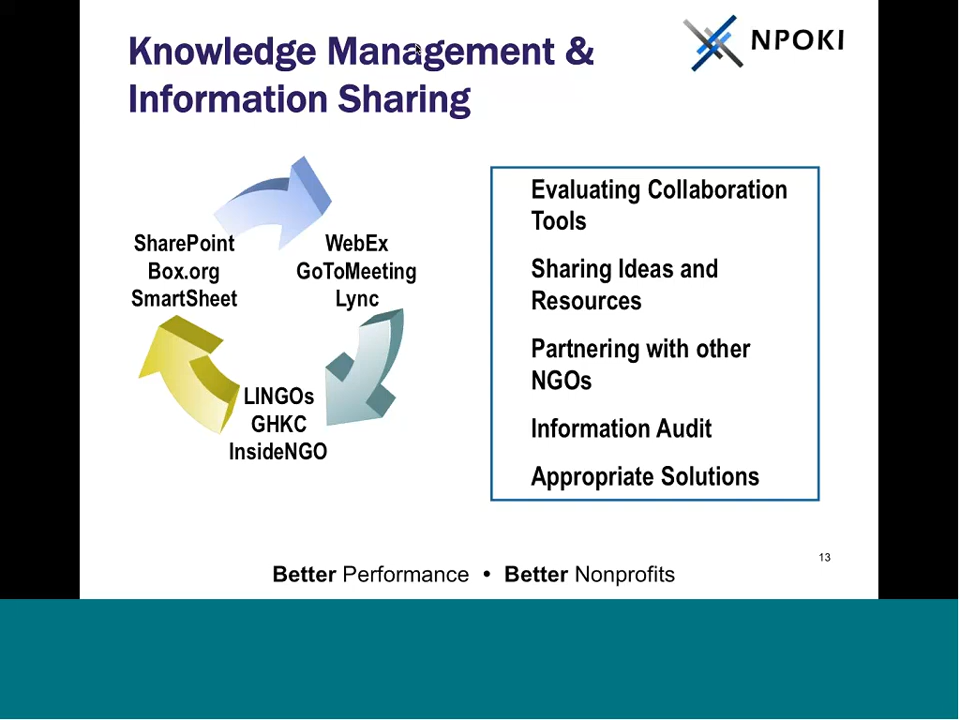 Knowledge Management &
Information Sharing
NPOKI
SharePoint
Box.org
SmartSheet
WebEx
GoToMeeting
Lync
LINGOs
GHKC
InsideNGO
Evaluating Collaboration
Tools
Sharing Ideas and
Resources
Partnering with other
NGOs
Information Audit
Appropriate Solutions
13
Better Performance • Better Nonprofits